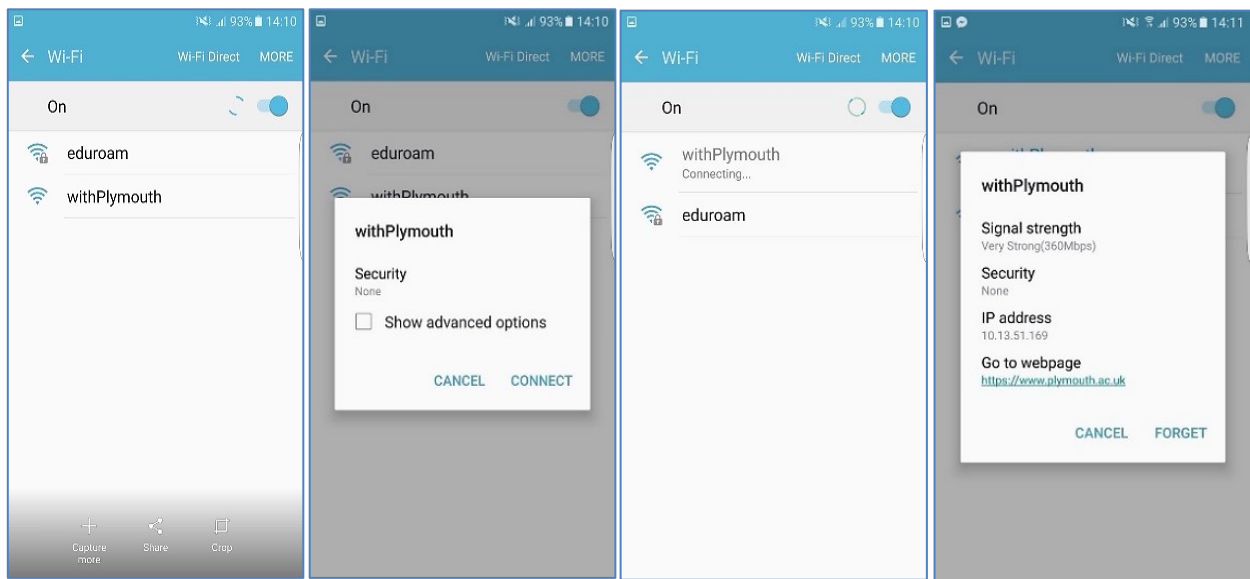 93% 14:10
Wi-Fi Wi-Fi Direct MORE
On
eduroam
withPlymouth
Capture more
Share
Crop
93% 14:10
Wi-Fi Wi-Fi Direct MORE
On
eduroam
withPlymouth
withPlymouth
Security
None
Show advanced options
CANCEL CONNECT
93% 14:10
Wi-Fi Wi-Fi Direct MORE
On
withPlymouth
Connecting...
eduroam
93% 14:11
Wi-Fi Wi-Fi Direct MORE
On
withPlymouth
withPlymouth
Signal strength
Very Strong(360Mbps)
Security
None
IP address
10.13.51.169
Go to webpage
https://www.plymouth.ac.uk
CANCEL FORGET